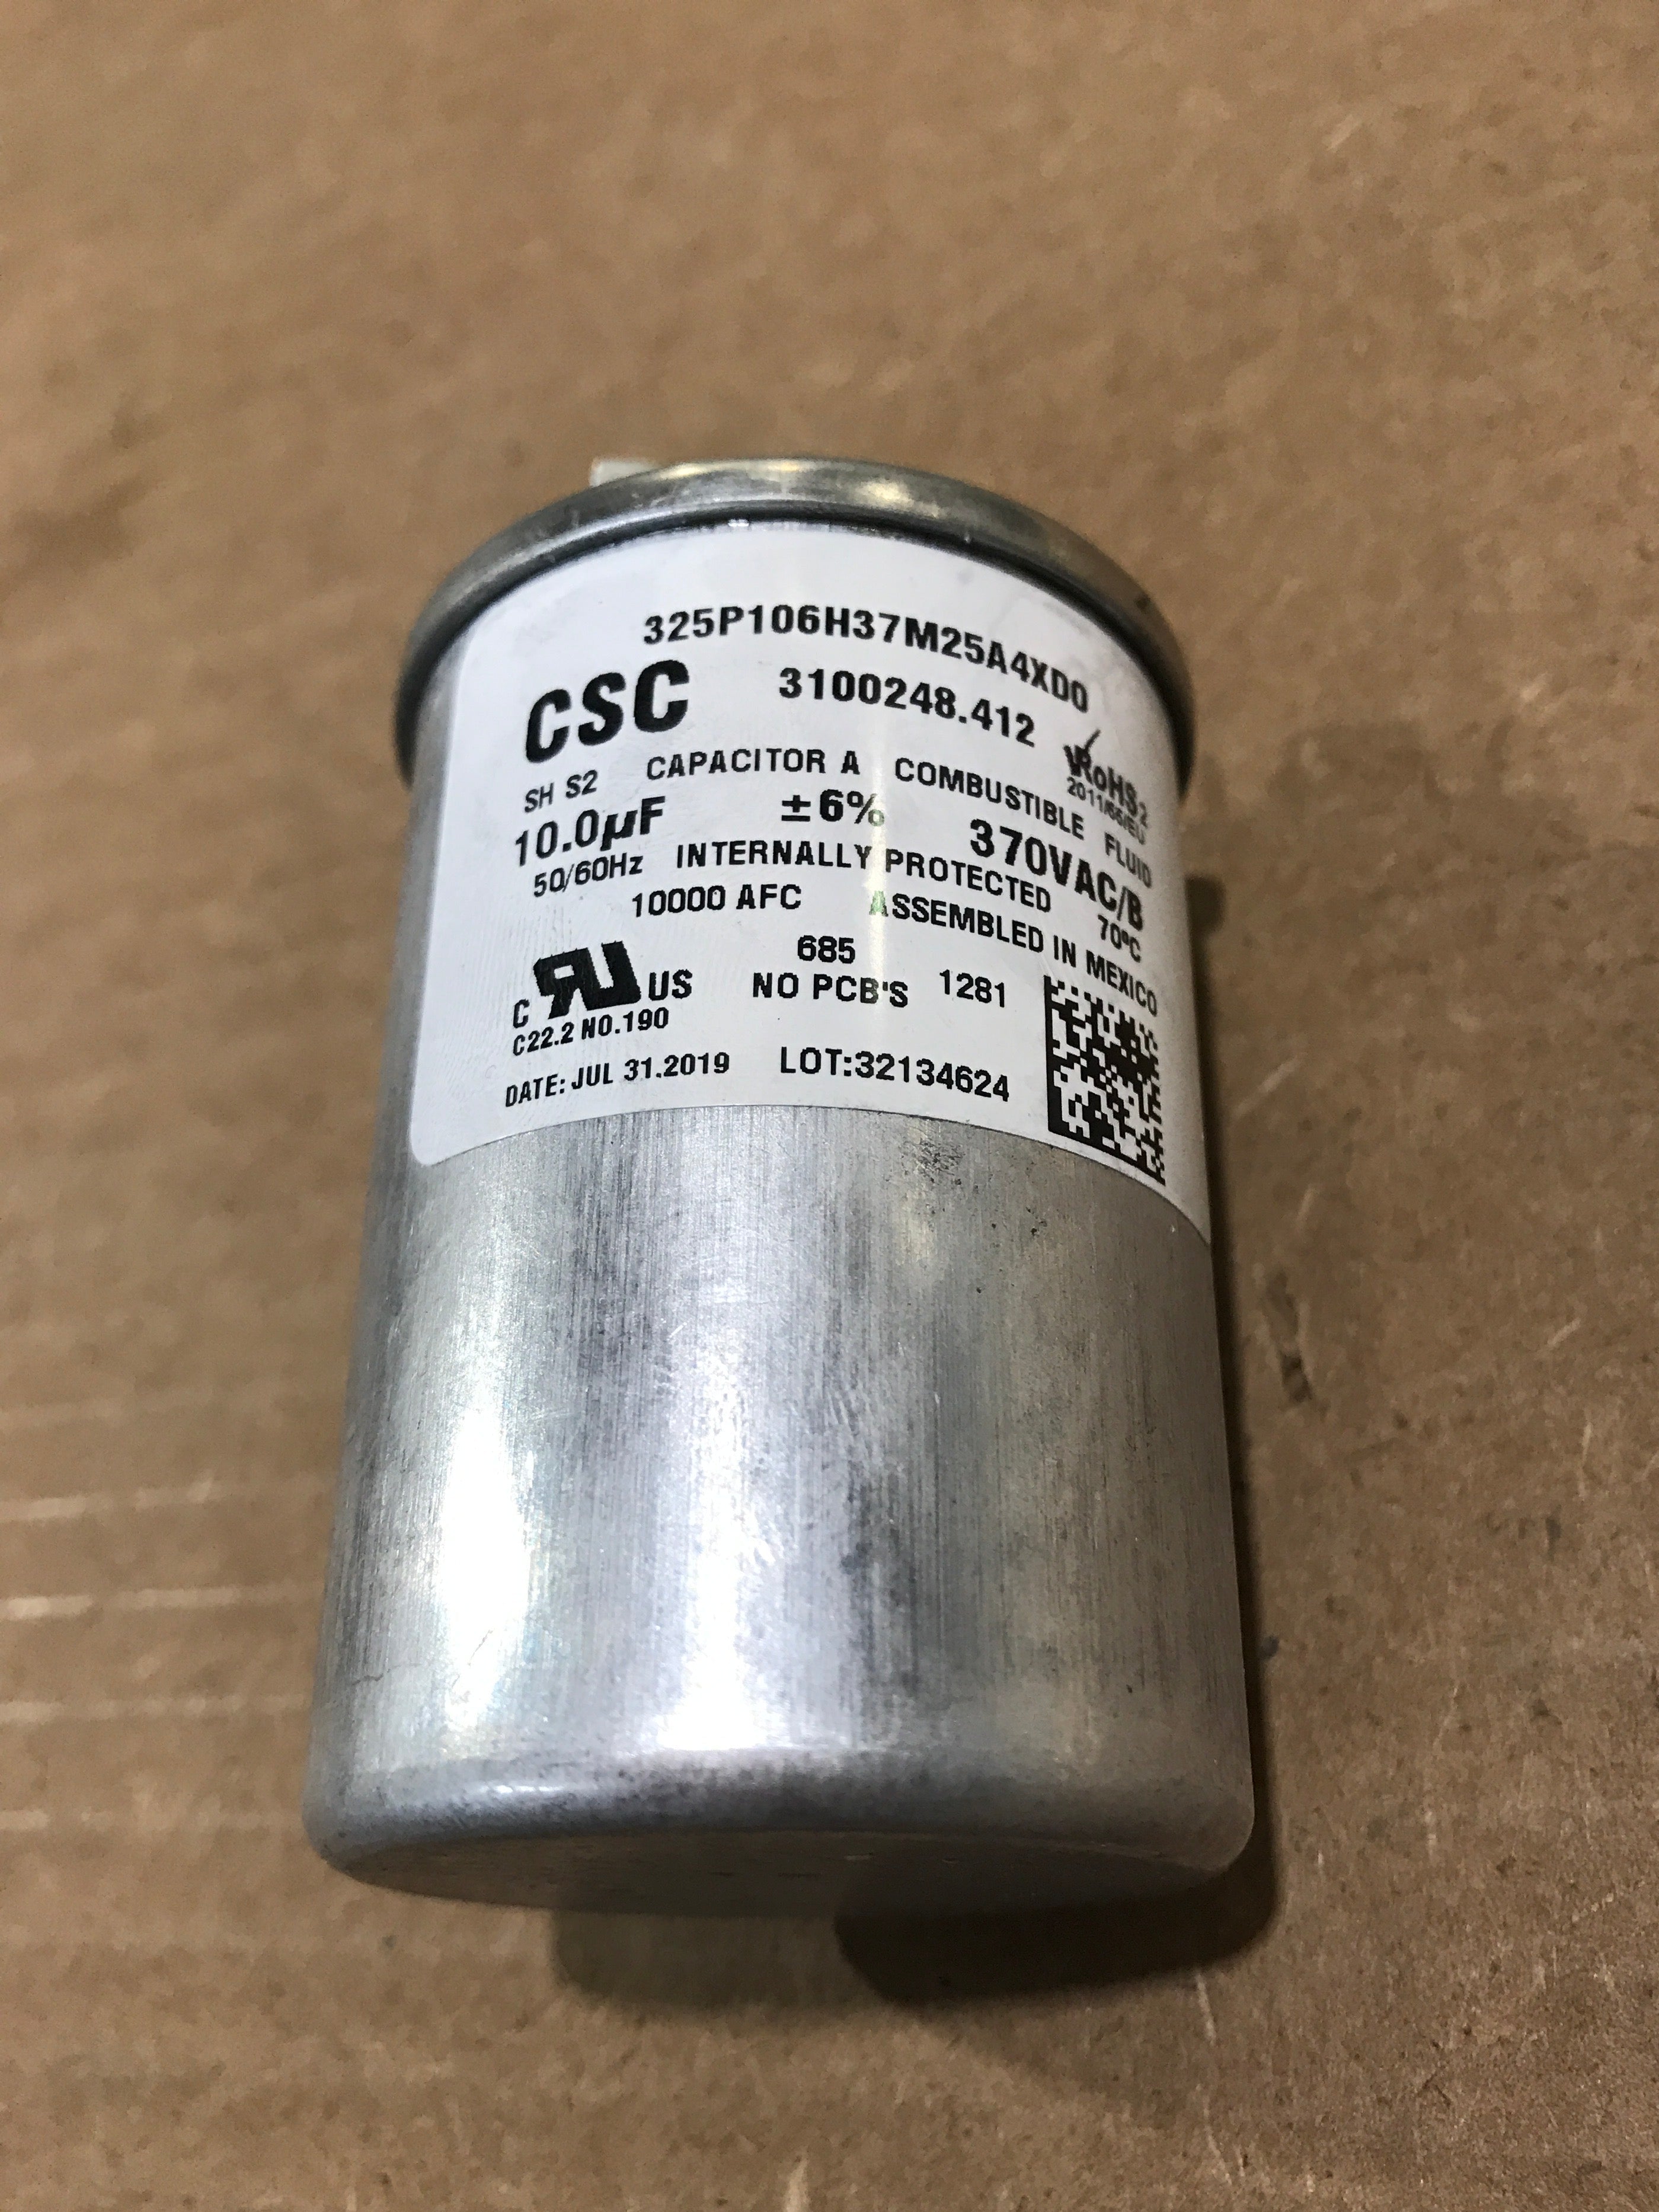 325P106H37M25A4XD0
CSC 3100248.412
RoHS2
2011/65/EU
SH S2 CAPACITOR A COMBUSTIBLE FLUID
10.0µF ±6% 370VAC/B
50/60Hz INTERNALLY PROTECTED 70ºC
10000 AFC ASSEMBLED IN MEXICO
685
C RU US NO PCB'S 1281
C22.2 NO.190
DATE: JUL 31.2019 LOT:32134624